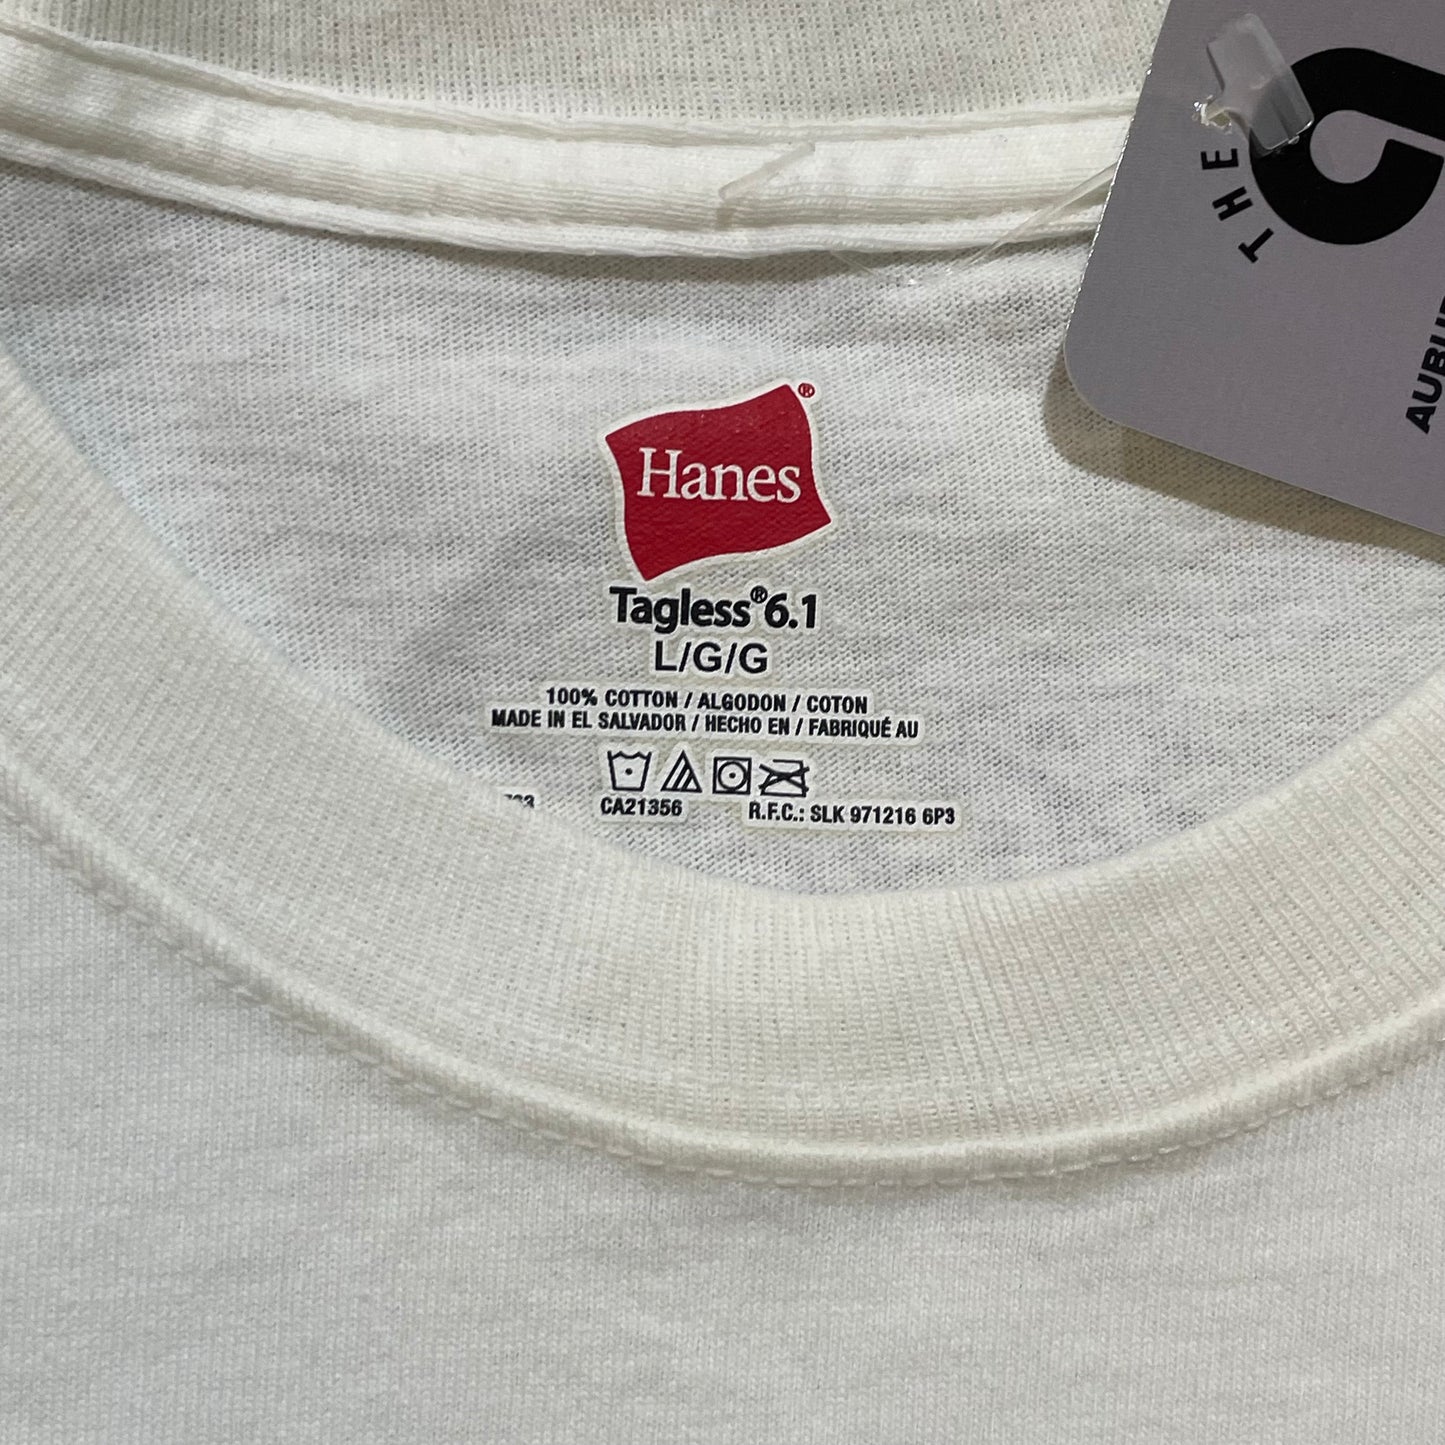 THE
Hanes®
Tagless®6.1
L/G/G
100% COTTON / ALGODON / COTON
MADE IN EL SALVADOR / HECHO EN / FABRIQUÉ AU
CA21356
R.F.C.: SLK 971216 6P3